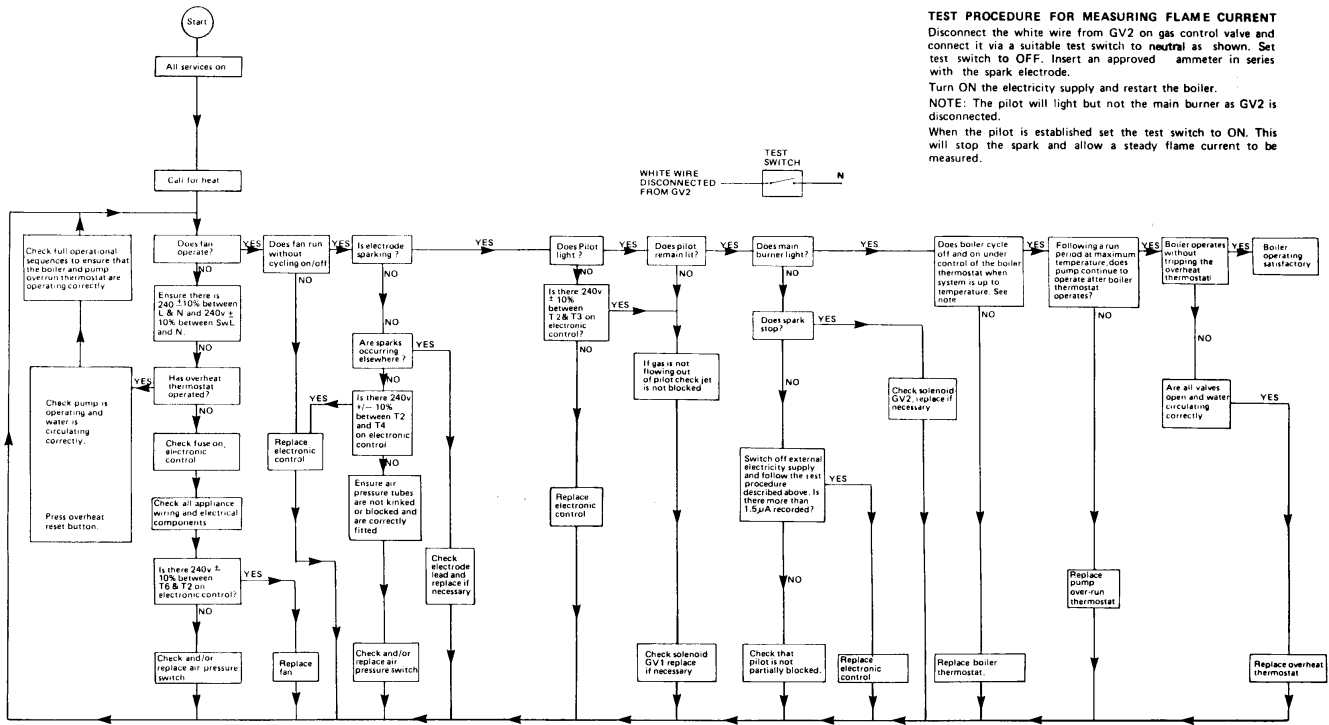 Start
All services on
Call for heat
TEST PROCEDURE FOR MEASURING FLAME CURRENT
Disconnect the white wire from GV2 on gas control valve and
connect it via a suitable test switch to neutral as shown. Set
test switch to OFF. Insert an approved ammeter in series
with the spark electrode.
Turn ON the electricity supply and restart the boiler.
NOTE: The pilot will light but not the main burner as GV2 is
disconnected.
When the pilot is established set the test switch to ON. This
will stop the spark and allow a steady flame current to be
measured.
TEST
SWITCH
WHITE WIRE
DISCONNECTED
FROM GV2
N
Check full operational
sequences to ensure that
the boiler and pump
overrun thermostat are
operating correctly
Check pump is
operating and
water is
circulating
correctly.
Press overheat
reset button.
Does fan
operate?
YES
NO
Ensure there is
240 ±10% between
L & N and 240v ±
10% between SwL
and N.
NO
Has overheat
thermostat
operated?
YES
NO
Check fuse on
electronic
control
Check all appliance
wiring and electrical
components
Is there 240v ±
10% between
T6 & T2 on
electronic control?
YES
NO
Check and/or
replace air pressure
switch
Replace
fan
Does fan run
without
cycling on/off
YES
NO
Replace
electronic
control
Is electrode
sparking ?
YES
NO
NO
Are sparks
occurring
elsewhere ?
YES
NO
Is there 240v
+/- 10%
between T2
and T4
on electronic
control
YES
NO
Ensure air
pressure tubes
are not kinked
or blocked and
are correctly
fitted
Check and/or
replace air
pressure switch
Check
electrode
lead and
replace if
necessary
Does Pilot
light ?
YES
NO
Is there 240v
± 10%
between
T2 & T3 on
electronic
control?
YES
NO
Replace
electronic
control
Does pilot
remain lit?
YES
NO
If gas is not
flowing out
of pilot check jet
is not blocked
Check solenoid
GV1 replace
if necessary
Does main
burner light?
YES
NO
Does spark
stop?
YES
NO
Check solenoid
GV2, replace if
necessary
Switch off external
electricity supply
and follow the test
procedure
described above. Is
there more than
1.5µA recorded?
YES
NO
Check that
pilot is not
partially blocked.
Replace
electronic
control
Does boiler cycle
off and on under
control of the boiler
thermostat when
system is up to
temperature. See
note
YES
NO
Replace boiler
thermostat.
Following a run
period at maximum
temperature, does
pump continue to
operate after boiler
thermostat
operates?
YES
NO
Replace
pump
over-run
thermostat
Boiler operates
without
tripping the
overheat
thermostat
YES
NO
Are all valves
open and water
circulating
correctly
YES
Replace overheat
thermostat
Boiler
operating
satisfactory